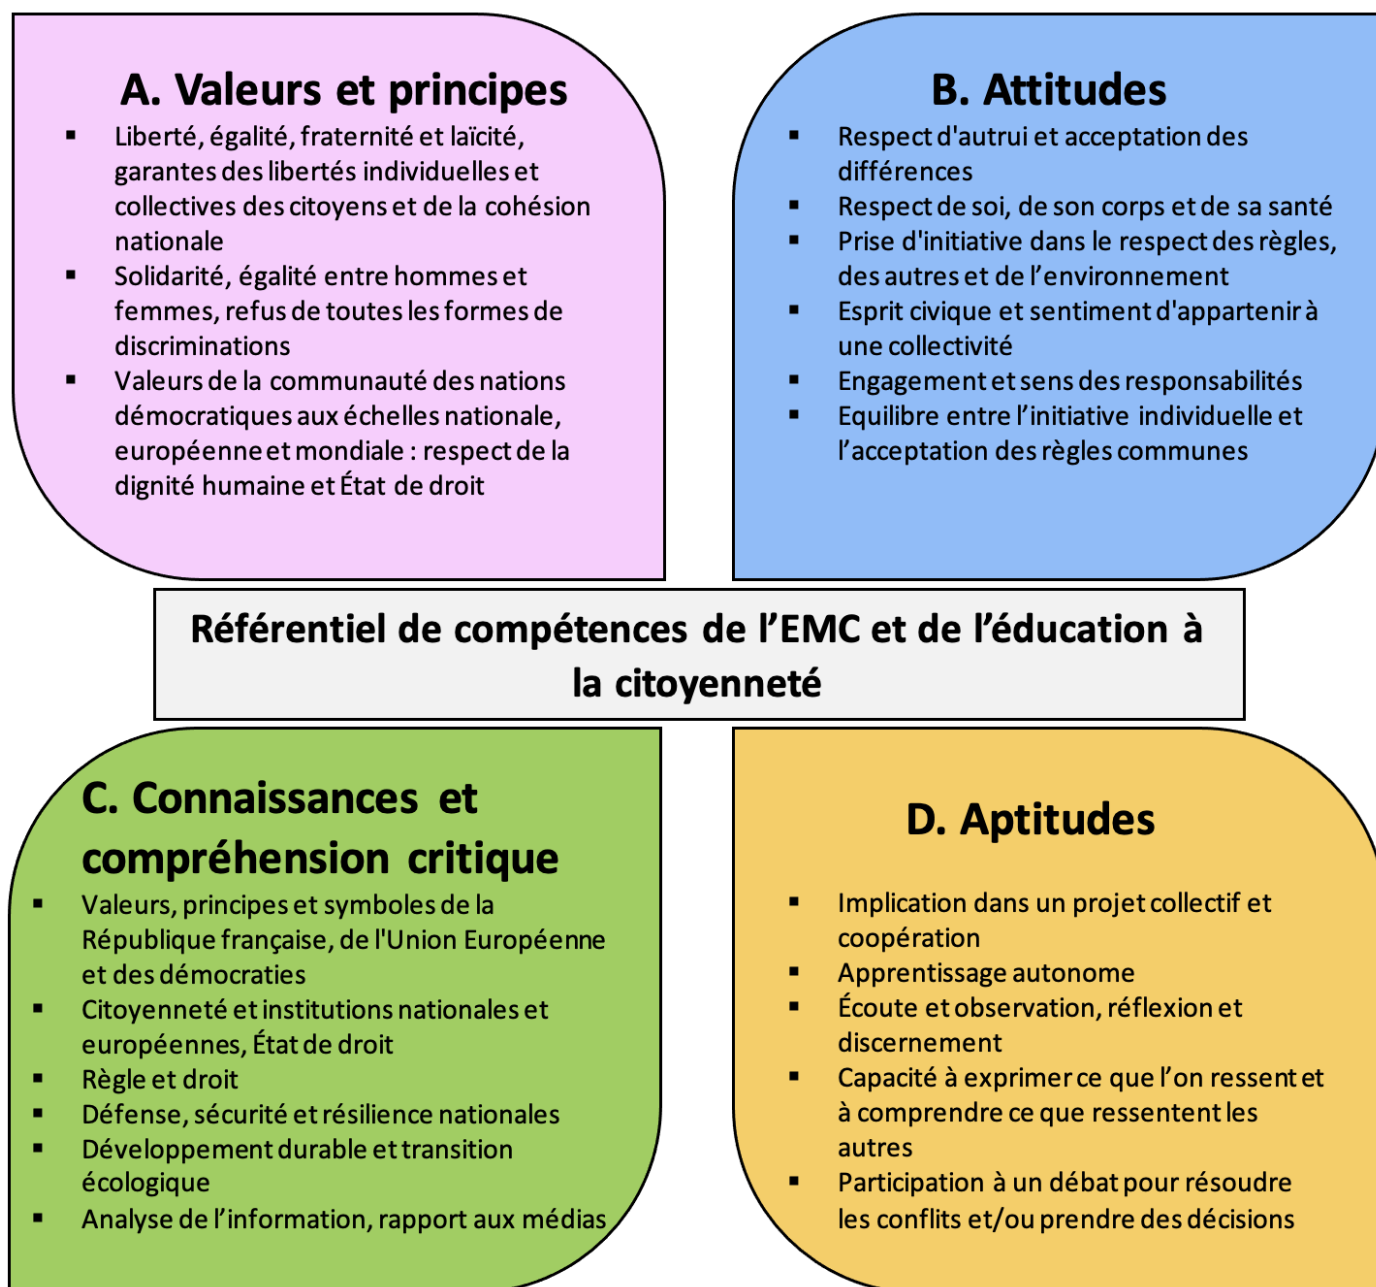 A. Valeurs et principes
▪ Liberté, égalité, fraternité et laïcité,
garantes des libertés individuelles et
collectives des citoyens et de la cohésion
nationale
▪ Solidarité, égalité entre hommes et
femmes, refus de toutes les formes de
discriminations
▪ Valeurs de la communauté des nations
démocratiques aux échelles nationale,
européenne et mondiale : respect de la
dignité humaine et État de droit
B. Attitudes
▪ Respect d'autrui et acceptation des
différences
▪ Respect de soi, de son corps et de sa santé
▪ Prise d'initiative dans le respect des règles,
des autres et de l’environnement
▪ Esprit civique et sentiment d'appartenir à
une collectivité
▪ Engagement et sens des responsabilités
▪ Equilibre entre l’initiative individuelle et
l’acceptation des règles communes
Référentiel de compétences de l’EMC et de l’éducation à
la citoyenneté
C. Connaissances et
compréhension critique
▪ Valeurs, principes et symboles de la
République française, de l'Union Européenne
et des démocraties
▪ Citoyenneté et institutions nationales et
européennes, État de droit
▪ Règle et droit
▪ Défense, sécurité et résilience nationales
▪ Développement durable et transition
écologique
▪ Analyse de l’information, rapport aux médias
D. Aptitudes
▪ Implication dans un projet collectif et
coopération
▪ Apprentissage autonome
▪ Écoute et observation, réflexion et
discernement
▪ Capacité à exprimer ce que l’on ressent et
à comprendre ce que ressentent les
autres
▪ Participation à un débat pour résoudre
les conflits et/ou prendre des décisions